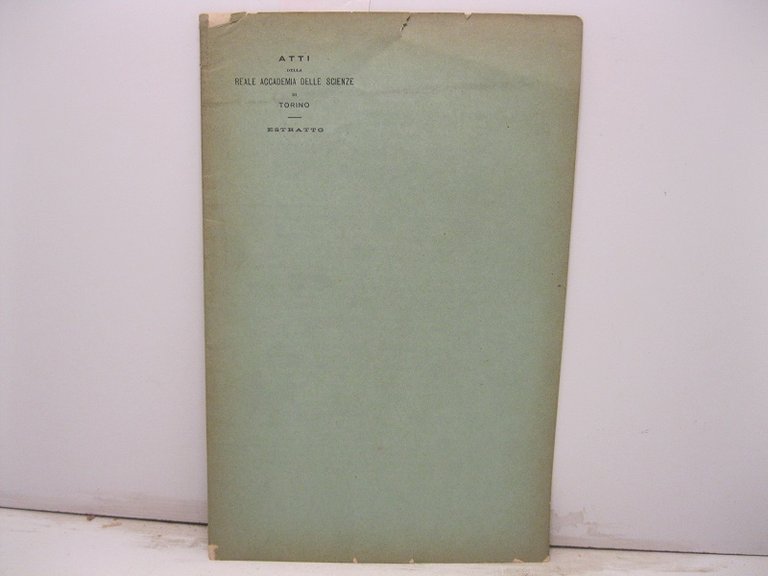 ATTI
DELLA
REALE ACCADEMIA DELLE SCIENZE
DI
TORINO
ESTRATTO